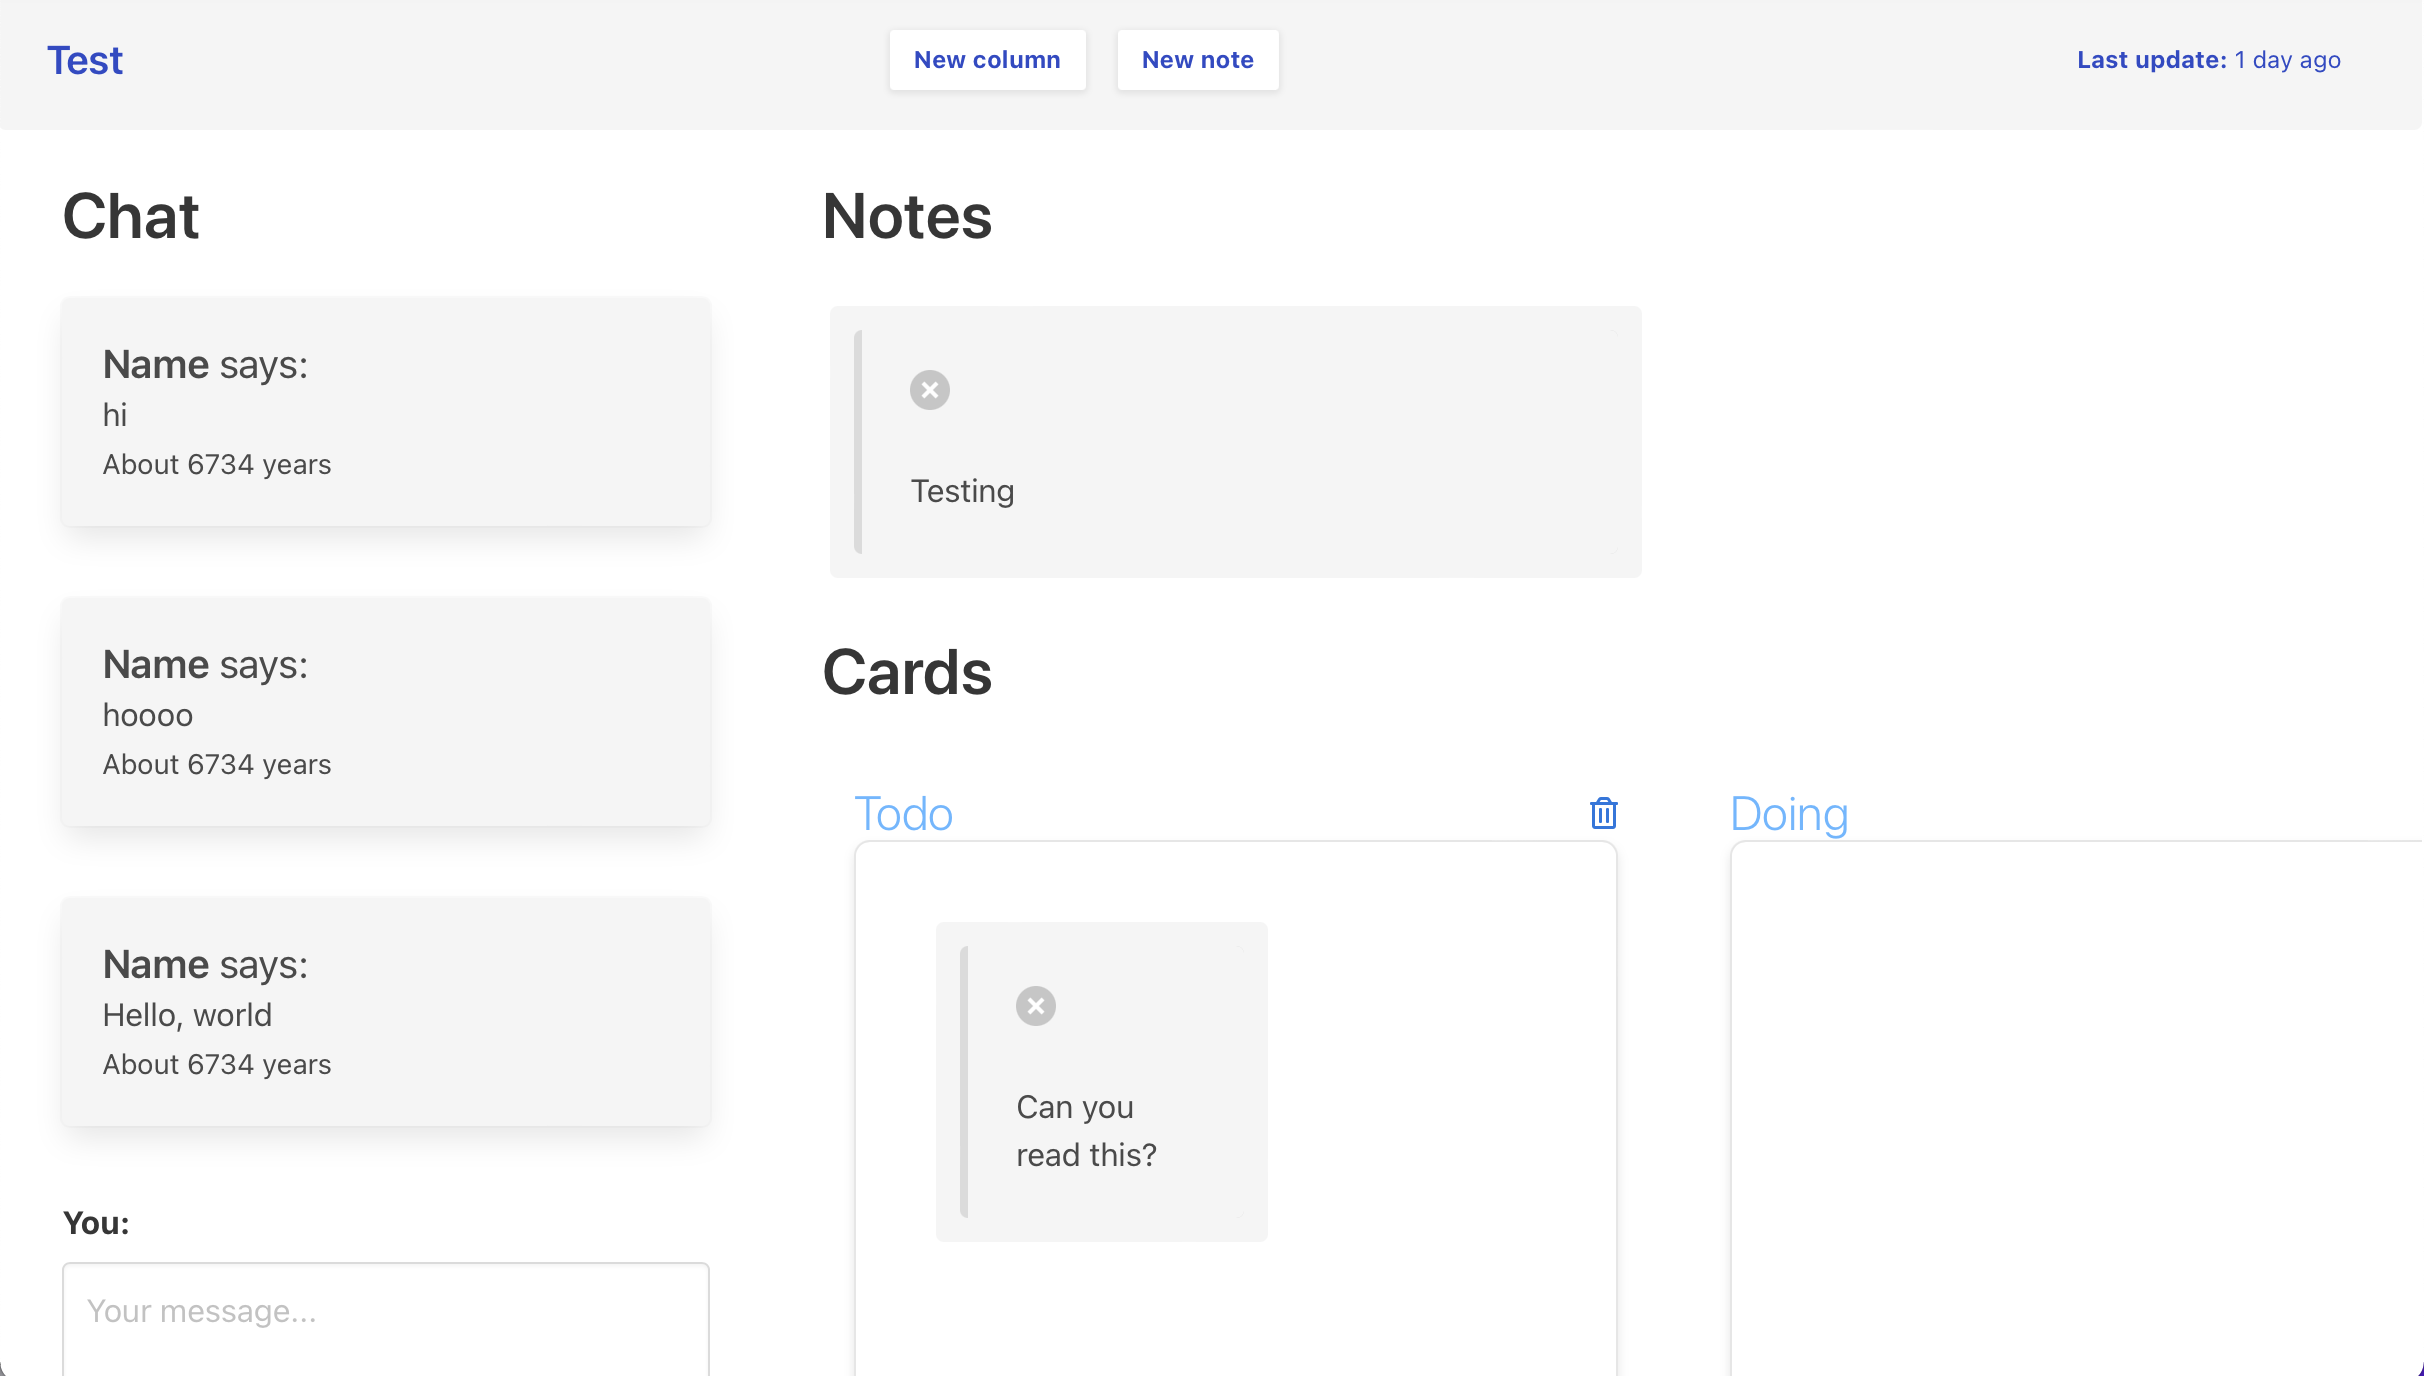 Test
New column
New note
Last update: 1 day ago
Chat
Name says:
hi
About 6734 years
Name says:
hoooo
About 6734 years
Name says:
Hello, world
About 6734 years
You:
Your message...
Notes
Testing
Cards
Todo
Can you
read this?
Doing